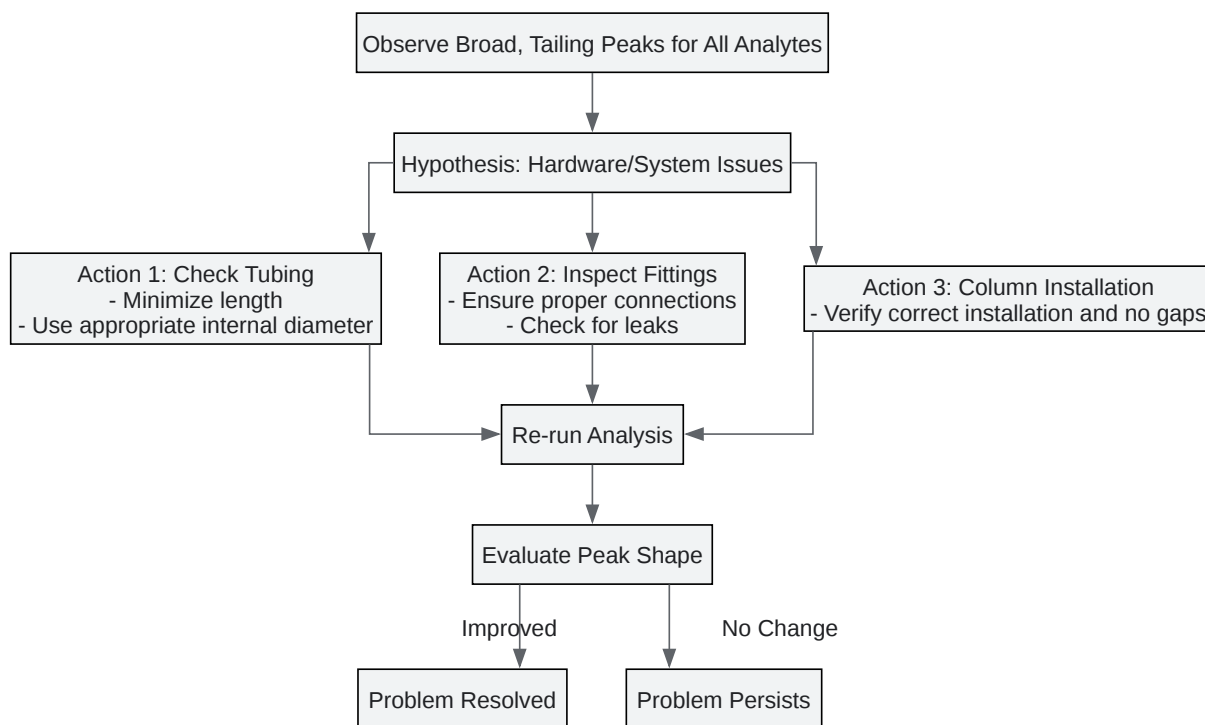 Observe Broad, Tailing Peaks for All Analytes
Hypothesis: Hardware/System Issues
Action 1: Check Tubing
- Minimize length
- Use appropriate internal diameter
Action 2: Inspect Fittings
- Ensure proper connections
- Check for leaks
Action 3: Column Installation
- Verify correct installation and no gaps
Re-run Analysis
Evaluate Peak Shape
Improved
No Change
Problem Resolved
Problem Persists